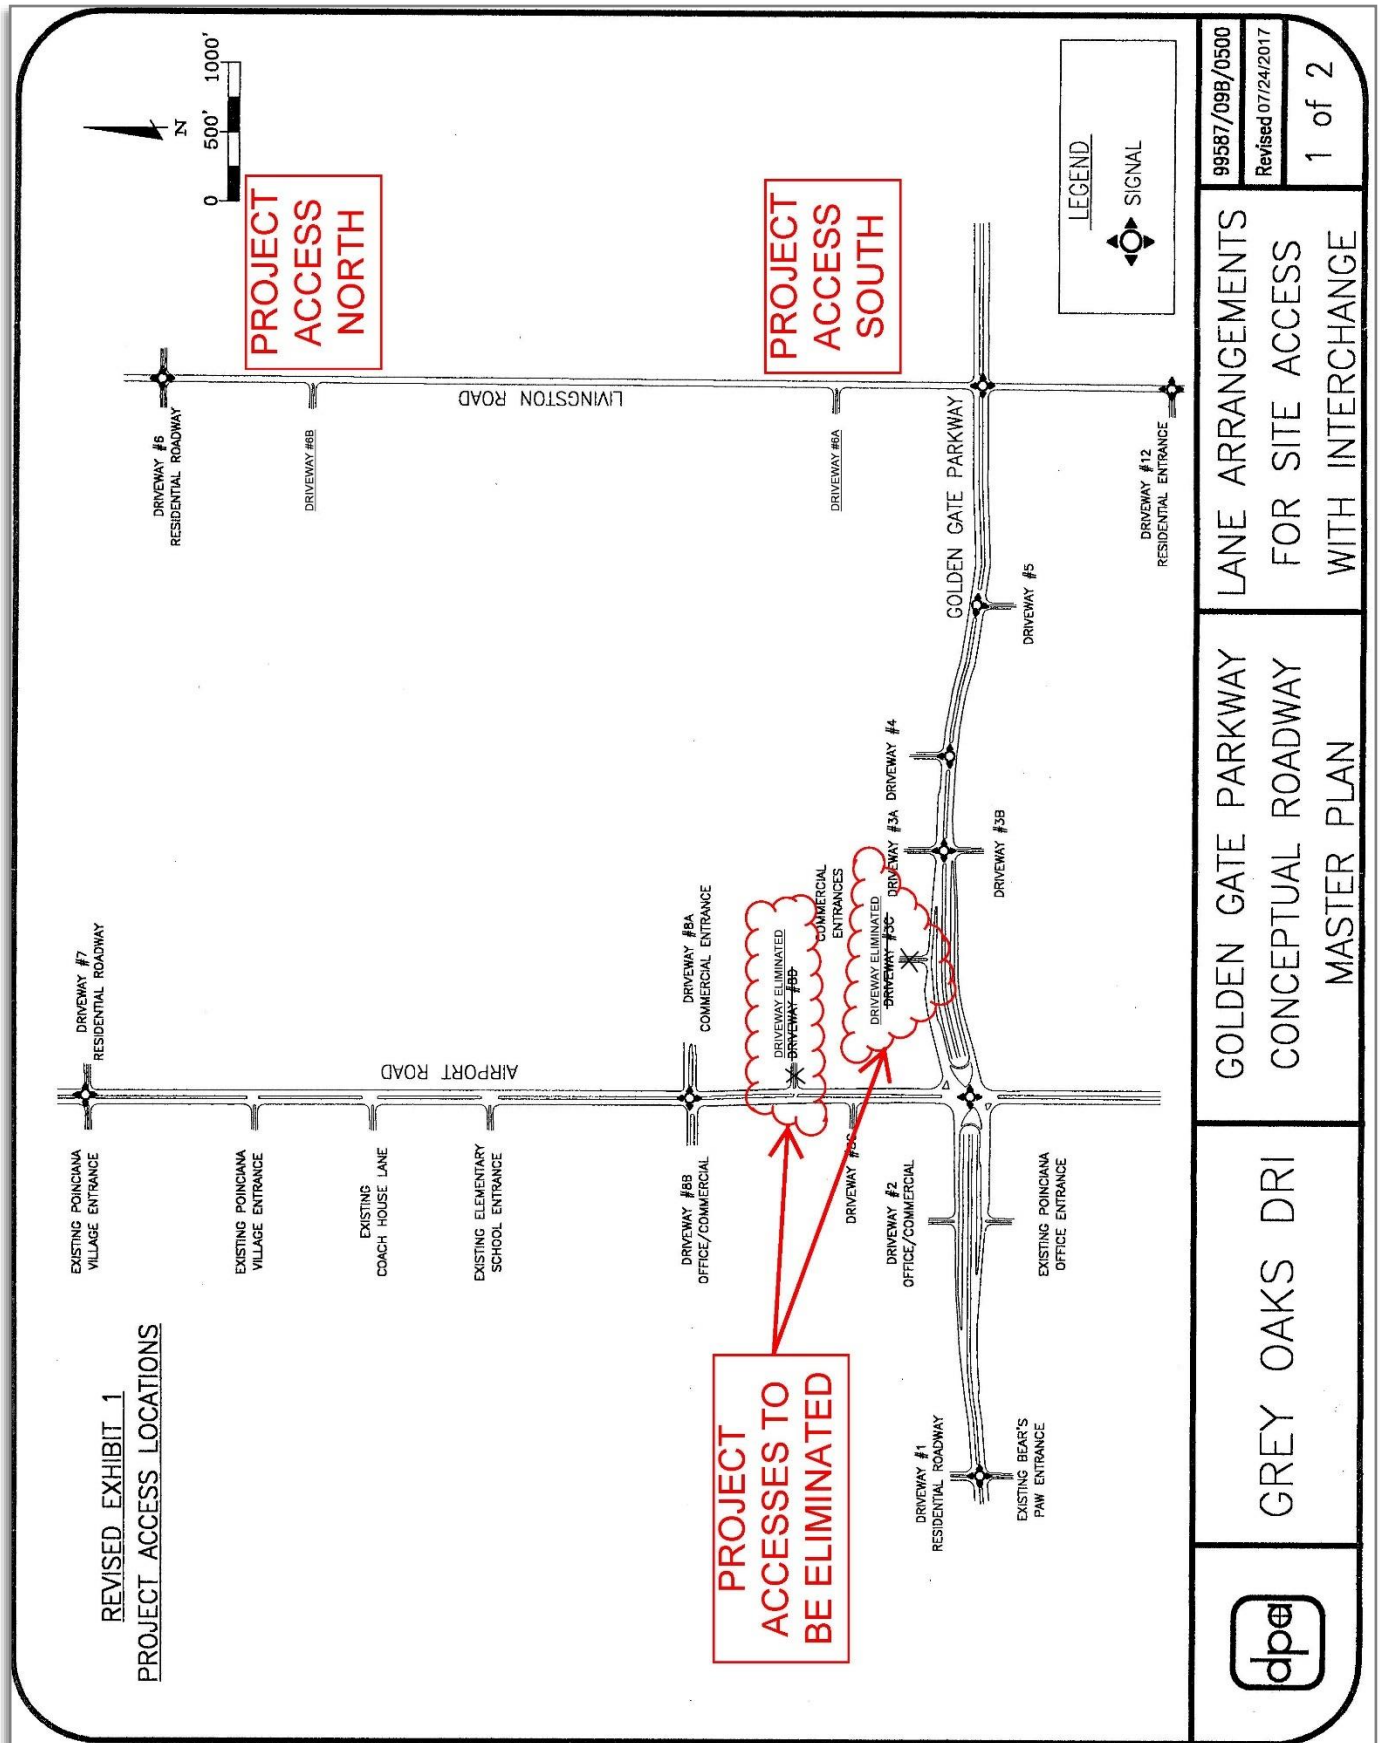 REVISED EXHIBIT 1
PROJECT ACCESS LOCATIONS
N
0 500' 1000'
EXISTING POINCIANA
VILLAGE ENTRANCE
DRIVEWAY #7
RESIDENTIAL ROADWAY
DRIVEWAY #6
RESIDENTIAL ROADWAY
PROJECT
ACCESS
NORTH
EXISTING POINCIANA
VILLAGE ENTRANCE
DRIVEWAY #6B
EXISTING
COACH HOUSE LANE
AIRPORT ROAD
LIVINGSTON ROAD
EXISTING ELEMENTARY
SCHOOL ENTRANCE
DRIVEWAY #8B
OFFICE/COMMERCIAL
DRIVEWAY #8A
COMMERCIAL ENTRANCE
PROJECT
ACCESSES TO
BE ELIMINATED
DRIVEWAY ELIMINATED
DRIVEWAY #8D
COMMERCIAL
ENTRANCES
DRIVEWAY #6A
PROJECT
ACCESS
SOUTH
DRIVEWAY #8C
DRIVEWAY ELIMINATED
DRIVEWAY #3C
DRIVEWAY #3A
DRIVEWAY #4
DRIVEWAY #2
OFFICE/COMMERCIAL
DRIVEWAY #1
RESIDENTIAL ROADWAY
GOLDEN GATE PARKWAY
EXISTING BEAR'S
PAW ENTRANCE
EXISTING POINCIANA
OFFICE ENTRANCE
DRIVEWAY #3B
DRIVEWAY #5
DRIVEWAY #12
RESIDENTIAL ENTRANCE
LEGEND
SIGNAL
dpa
GREY OAKS DRI
GOLDEN GATE PARKWAY
CONCEPTUAL ROADWAY
MASTER PLAN
LANE ARRANGEMENTS
FOR SITE ACCESS
WITH INTERCHANGE
99587/09B/0500
Revised 07/24/2017
1 of 2